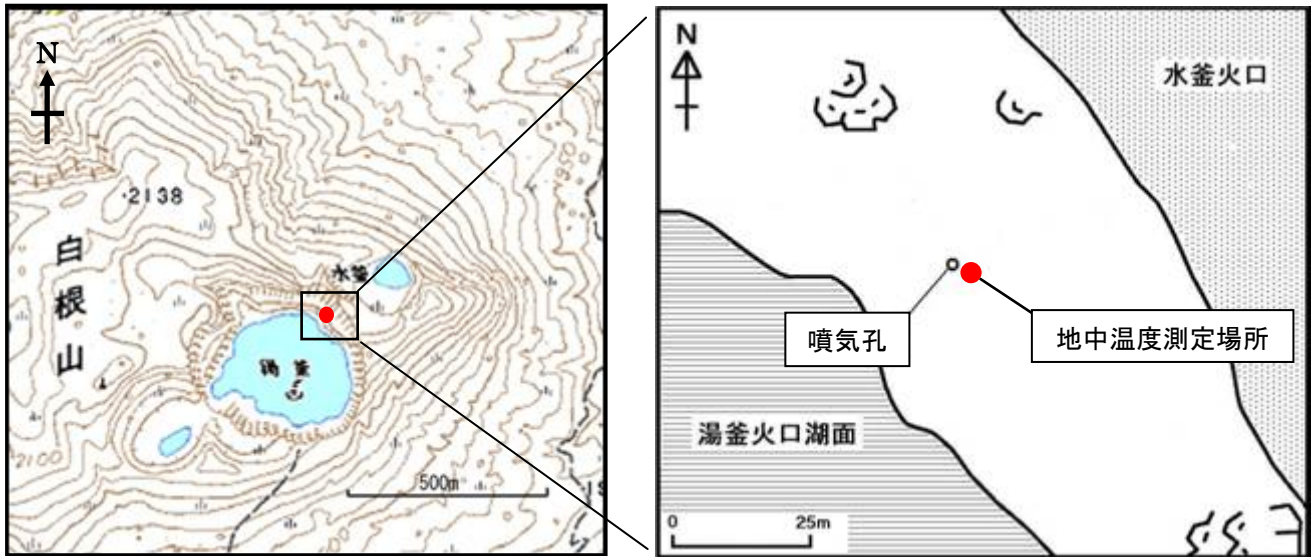 N
2138
白
根
山
水釜
湯釜
2100
500m
N
水釜火口
噴気孔
地中温度測定場所
湯釜火口湖面
0
25m